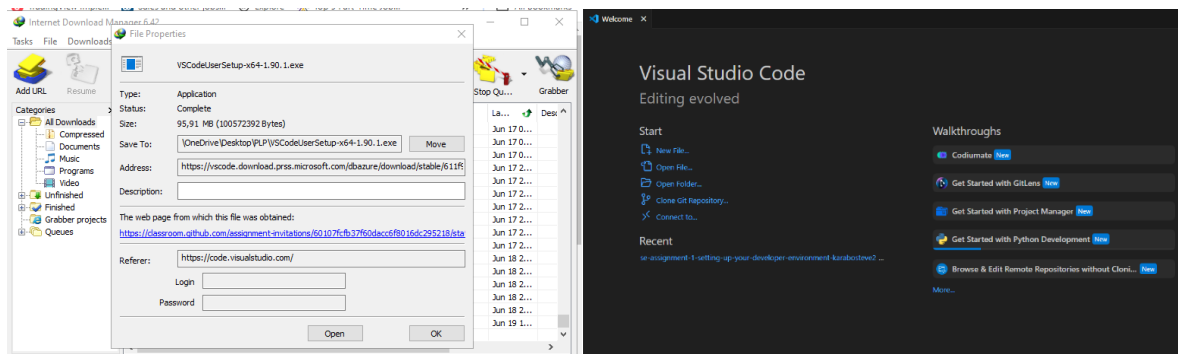 Internet Download Manager 6.42
Tasks File Downloads
Add URL
Resume
Stop Qu...
Grabber
Categories
All Downloads
Compressed
Documents
Music
Programs
Video
Unfinished
Finished
Grabber projects
Queues
File Properties
VSCodeUserSetup-x64-1.90.1.exe
Type: Application
Status: Complete
Size: 95,91 MB (100572392 Bytes)
Save To: \OneDrive\Desktop\PLP\VSCodeUserSetup-x64-1.90.1.exe Move
Address: https://vscode.download.prss.microsoft.com/dbazure/download/stable/611f9
Description:
The web page from which this file was obtained:
https://classroom.github.com/assignment-invitations/60107fcfb37f60dacc6f8016dc295218/sta
Referer: https://code.visualstudio.com/
Login
Password
Open OK
La... Desc
Jun 17 0...
Jun 17 0...
Jun 17 0...
Jun 17 2...
Jun 17 2...
Jun 17 2...
Jun 17 2...
Jun 17 2...
Jun 17 2...
Jun 17 2...
Jun 17 2...
Jun 18 2...
Jun 18 2...
Jun 18 2...
Jun 18 2...
Jun 18 2...
Jun 19 1...
Welcome
Visual Studio Code
Editing evolved
Start
New File...
Open File...
Open Folder...
Clone Git Repository...
Connect to...
Recent
se-assignment-1-setting-up-your-developer-environment-karabosteve2 ...
Walkthroughs
Codiumate New
Get Started with GitLens New
Get Started with Project Manager New
Get Started with Python Development New
Browse & Edit Remote Repositories without Cloni... New
More...